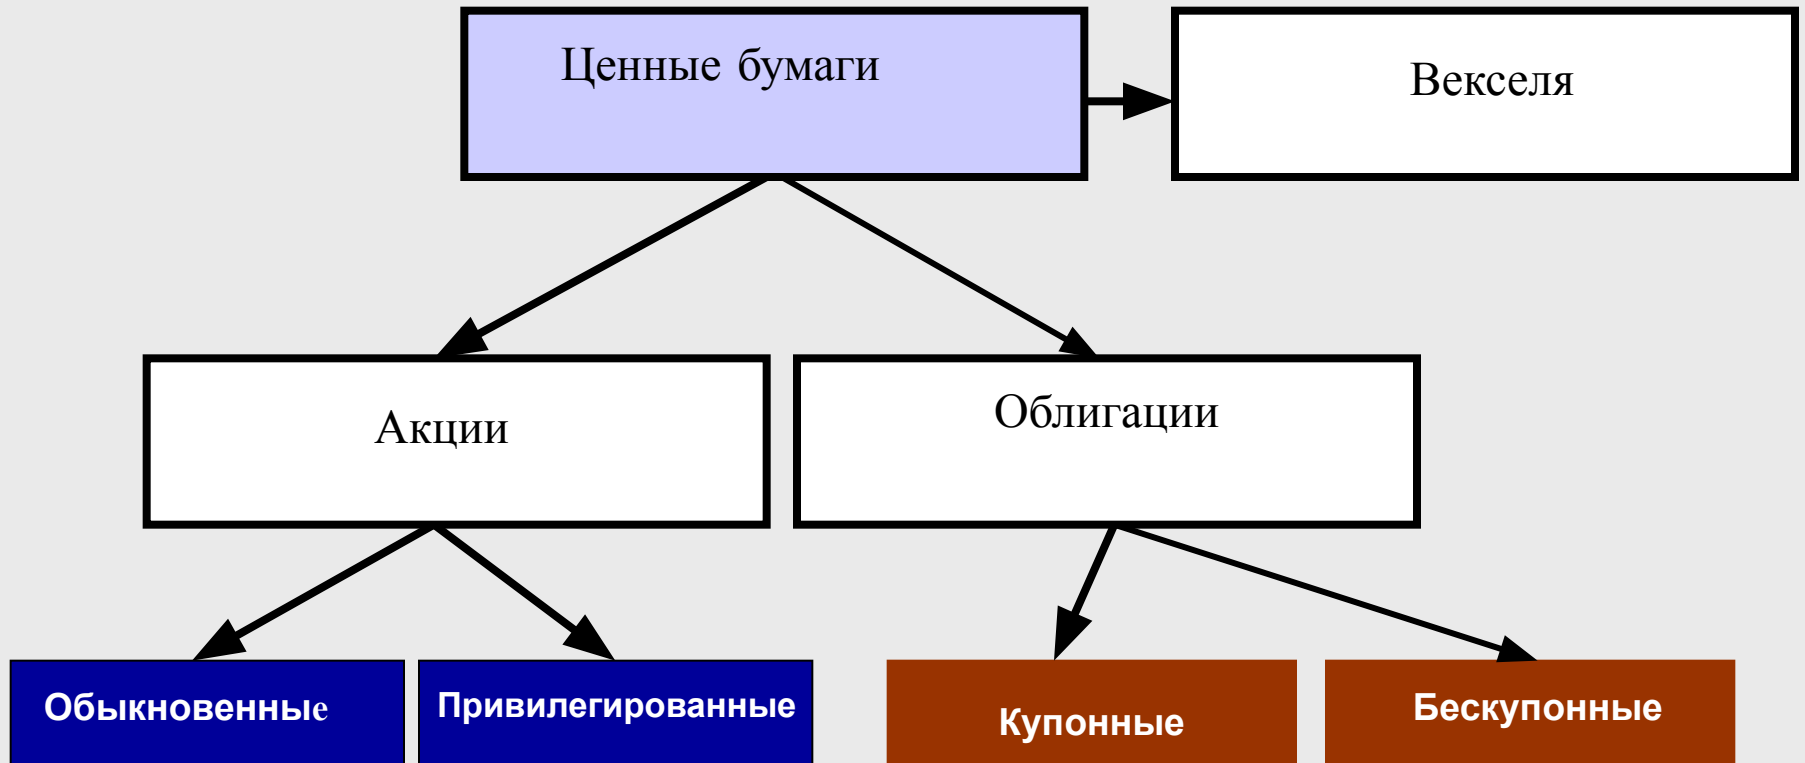 Ценные бумаги
Векселя
Акции
Облигации
Обыкновенные
Привилегированные
Купонные
Бескупонные